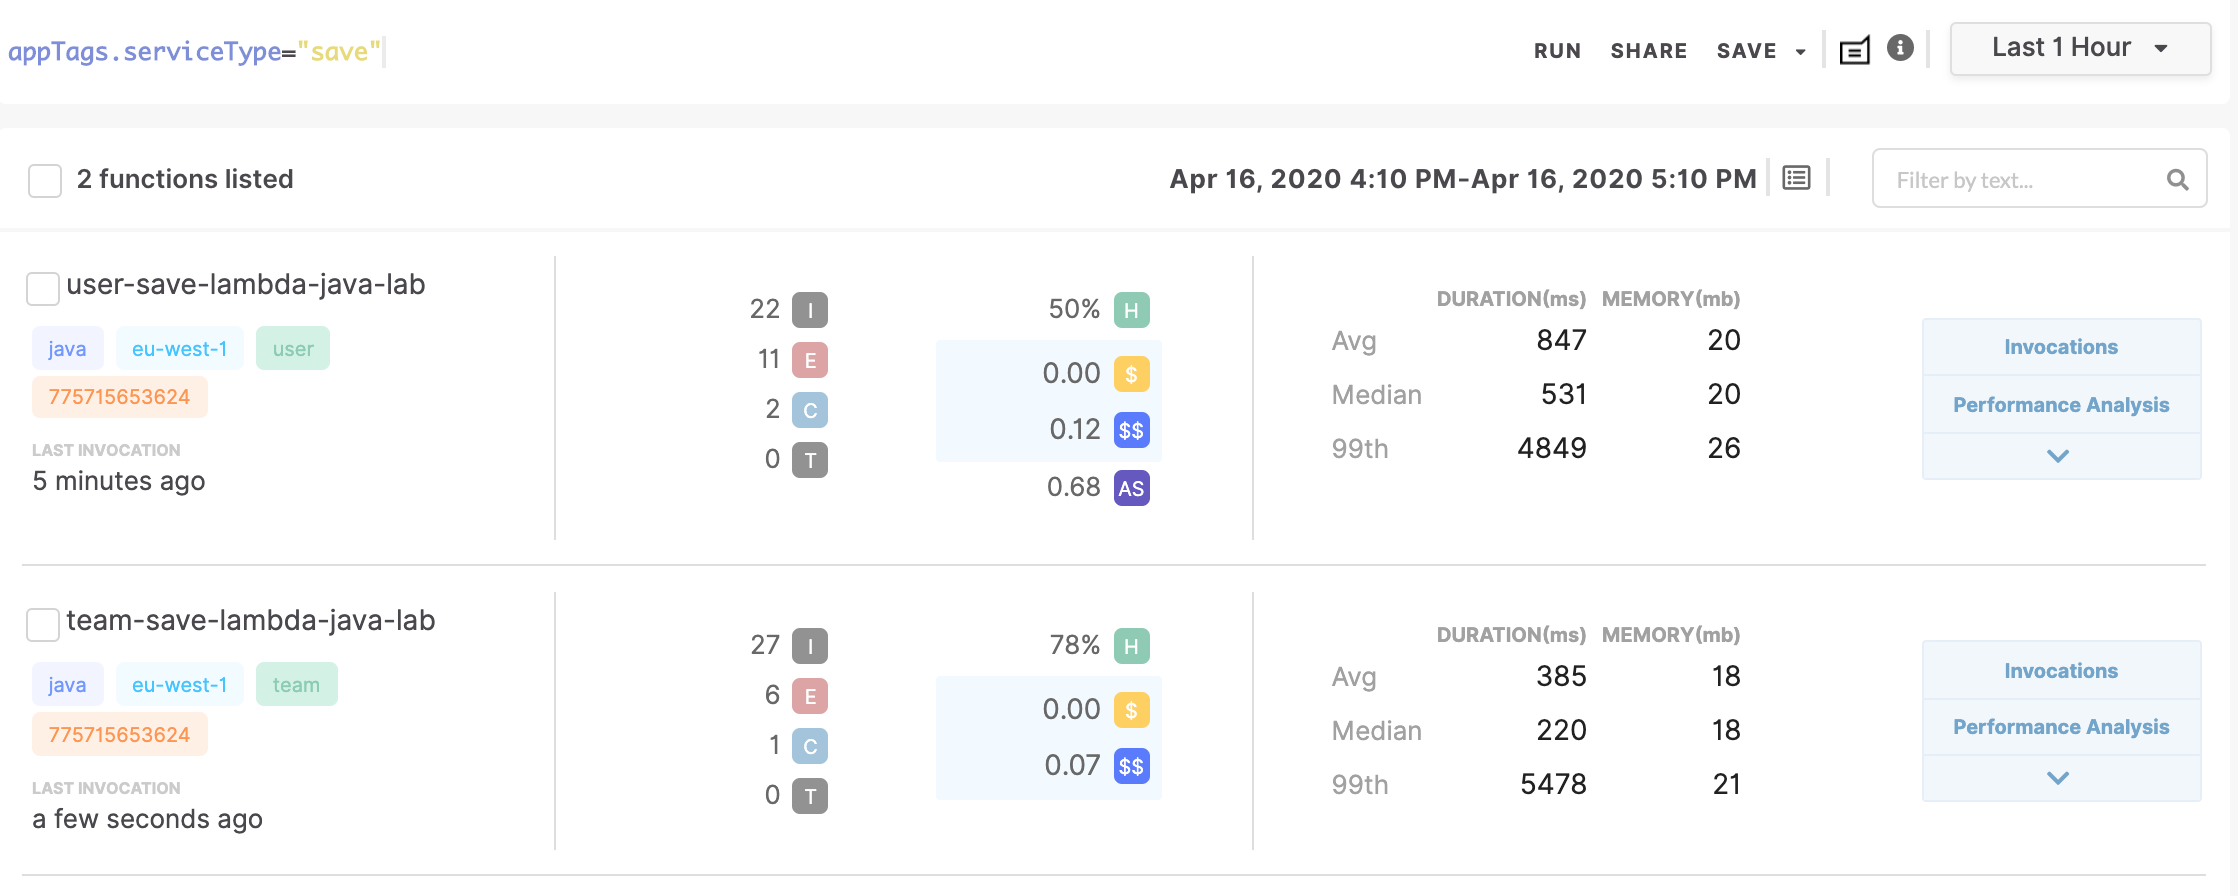 appTags.serviceType="save"
RUN SHARE SAVE
Last 1 Hour
2 functions listed
Apr 16, 2020 4:10 PM-Apr 16, 2020 5:10 PM
Filter by text...
user-save-lambda-java-lab
java eu-west-1 user
775715653624
LAST INVOCATION
5 minutes ago
22 I
11 E
2 C
0 T
50% H
0.00 $
0.12 $$
0.68 AS
DURATION(ms) MEMORY(mb)
Avg 847 20
Median 531 20
99th 4849 26
Invocations
Performance Analysis
team-save-lambda-java-lab
java eu-west-1 team
775715653624
LAST INVOCATION
a few seconds ago
27 I
6 E
1 C
0 T
78% H
0.00 $
0.07 $$
DURATION(ms) MEMORY(mb)
Avg 385 18
Median 220 18
99th 5478 21
Invocations
Performance Analysis